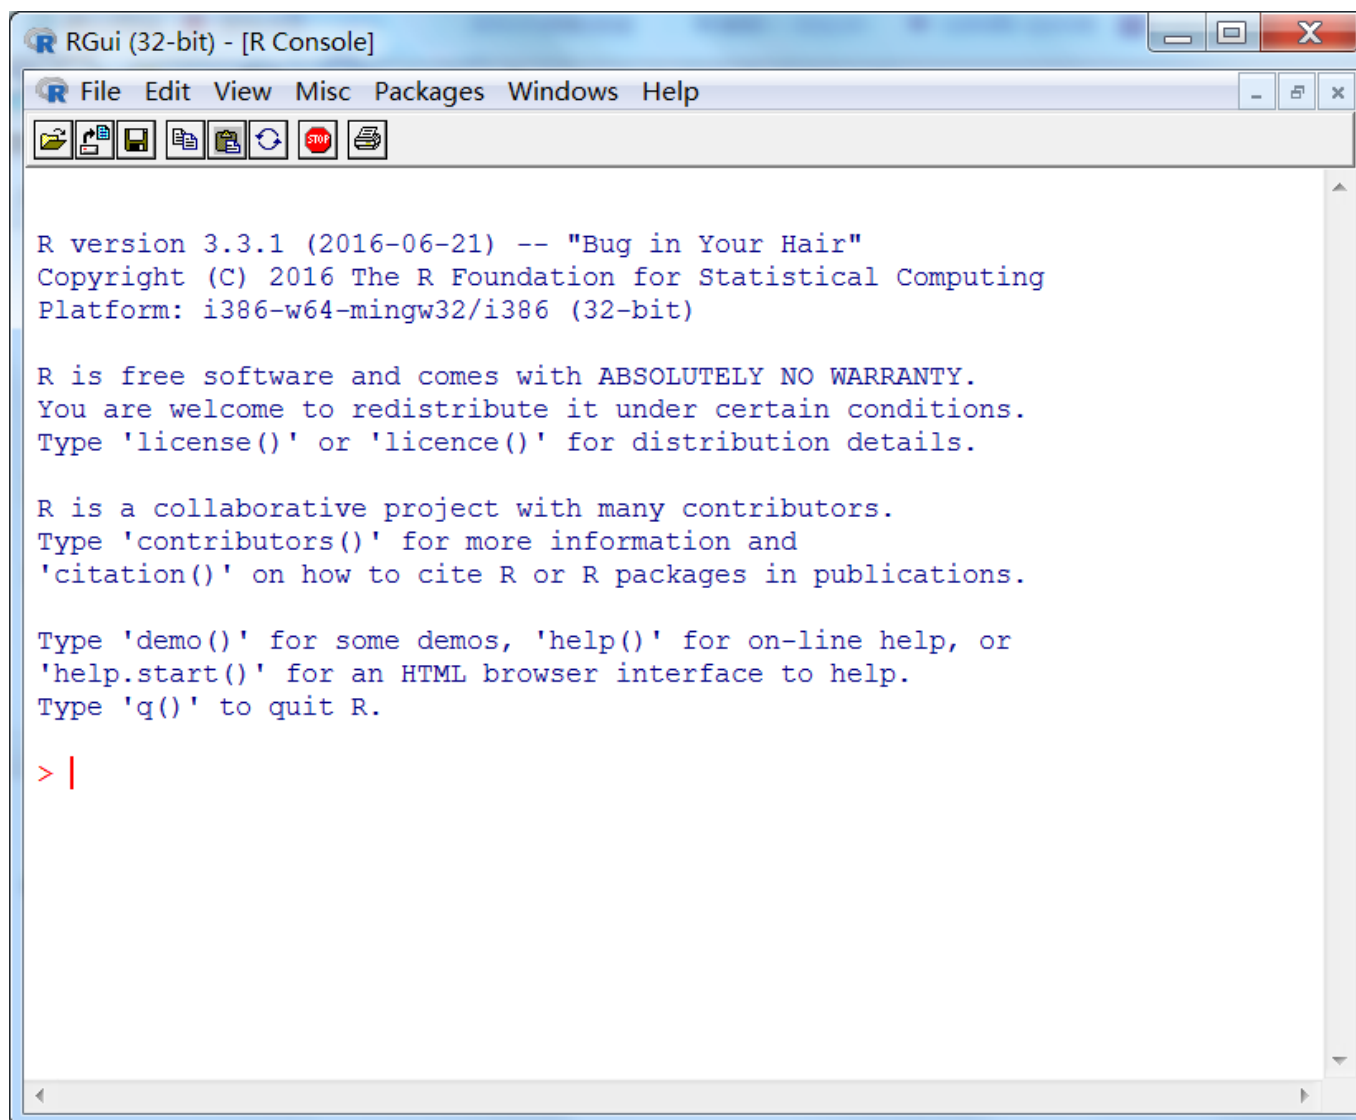 RGui (32-bit) - [R Console]
File Edit View Misc Packages Windows Help
STOP
R version 3.3.1 (2016-06-21) -- "Bug in Your Hair"
Copyright (C) 2016 The R Foundation for Statistical Computing
Platform: i386-w64-mingw32/i386 (32-bit)
R is free software and comes with ABSOLUTELY NO WARRANTY.
You are welcome to redistribute it under certain conditions.
Type 'license()' or 'licence()' for distribution details.
R is a collaborative project with many contributors.
Type 'contributors()' for more information and
'citation()' on how to cite R or R packages in publications.
Type 'demo()' for some demos, 'help()' for on-line help, or
'help.start()' for an HTML browser interface to help.
Type 'q()' to quit R.
>